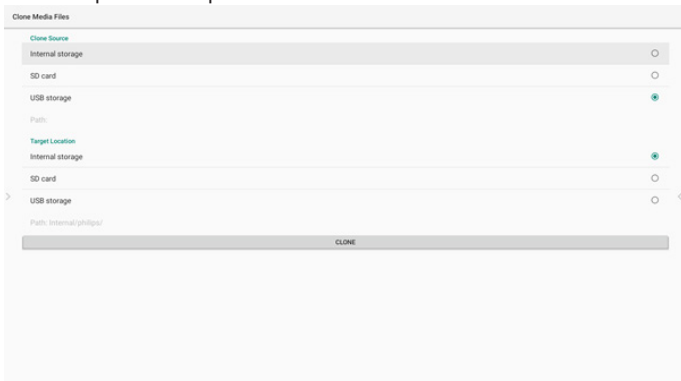 Clone Media Files
Clone Source
Internal storage
SD card
USB storage
Path:
Target Location
Internal storage
SD card
USB storage
Path: Internal/philips/
CLONE